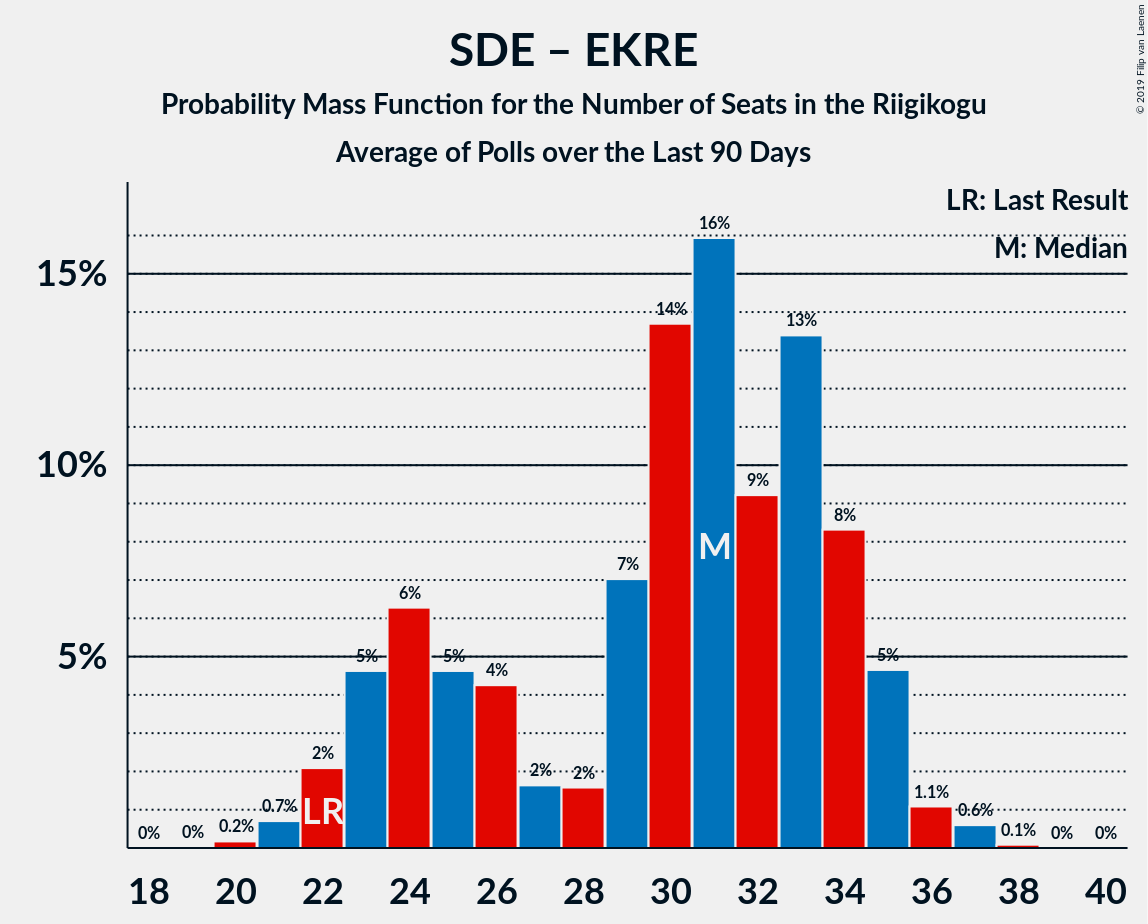 SDE – EKRE
Probability Mass Function for the Number of Seats in the Riigikogu
Average of Polls over the Last 90 Days
© 2019 Filip van Laenen
LR: Last Result
M: Median
15%
10%
5%
0%
0%
0.2%
0.7%
2%
5%
6%
5%
4%
2%
2%
7%
14%
16%
9%
13%
8%
5%
1.1%
0.6%
0.1%
0%
0%
LR
M
18 20 22 24 26 28 30 32 34 36 38 40